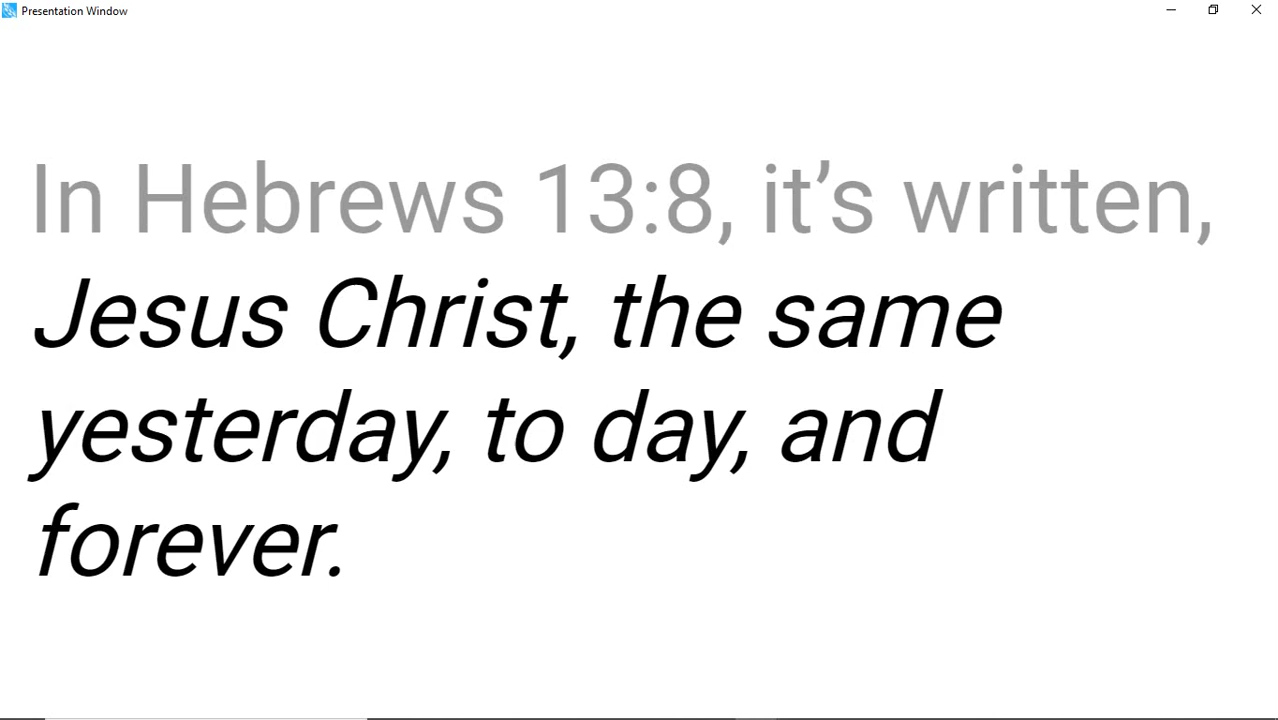 Presentation Window
In Hebrews 13:8, it’s written,
Jesus Christ, the same
yesterday, to day, and
forever.